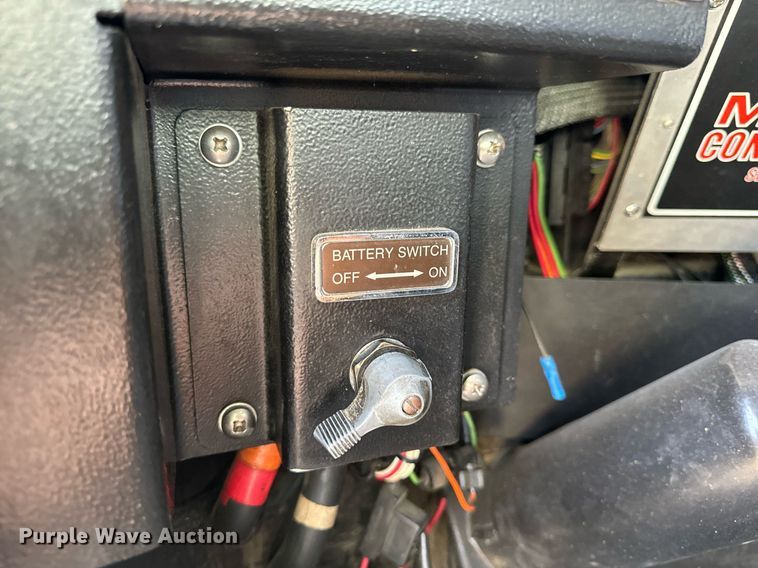 BATTERY SWITCH
OFF ON
Purple Wave Auction